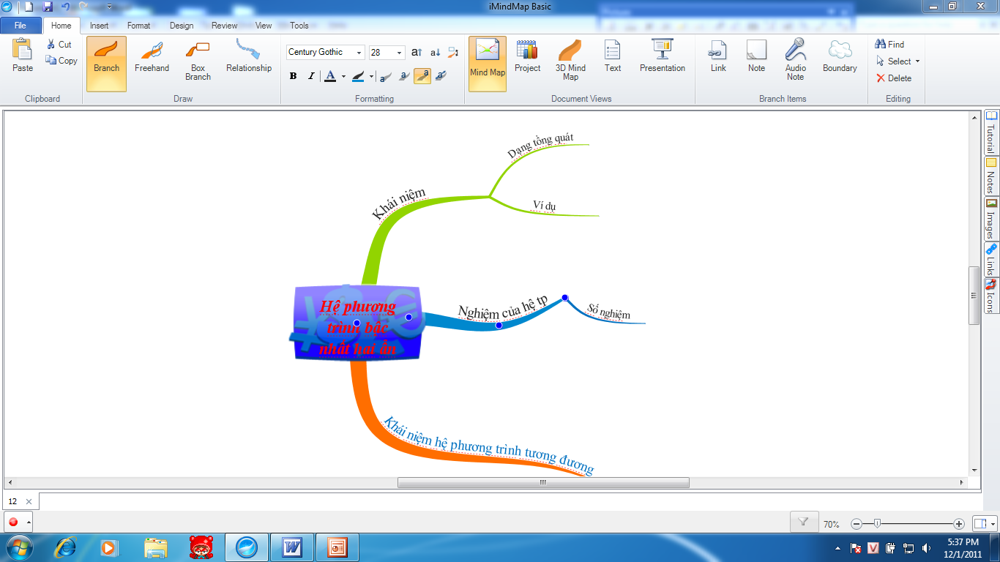 iMindMap Basic
File Home Insert Format Design Review View Tools
Paste
Cut
Copy
Clipboard
Branch
Freehand
Box Branch
Relationship
Draw
Century Gothic
28
B I A
Formatting
Mind Map
Project
3D Mind Map
Text
Presentation
Document Views
Link
Note
Audio Note
Boundary
Branch Items
Find
Select
Delete
Editing
Tutorial
Notes
Images
Links
Icons
Dạng tồng quát
Khái niệm
Ví dụ
Hệ phương
trình bậc
nhất hai ẩn
Nghiệm của hệ tp
Số nghiệm
Khái niệm hệ phương trình tương đương
12
70%
5:37 PM
12/1/2011